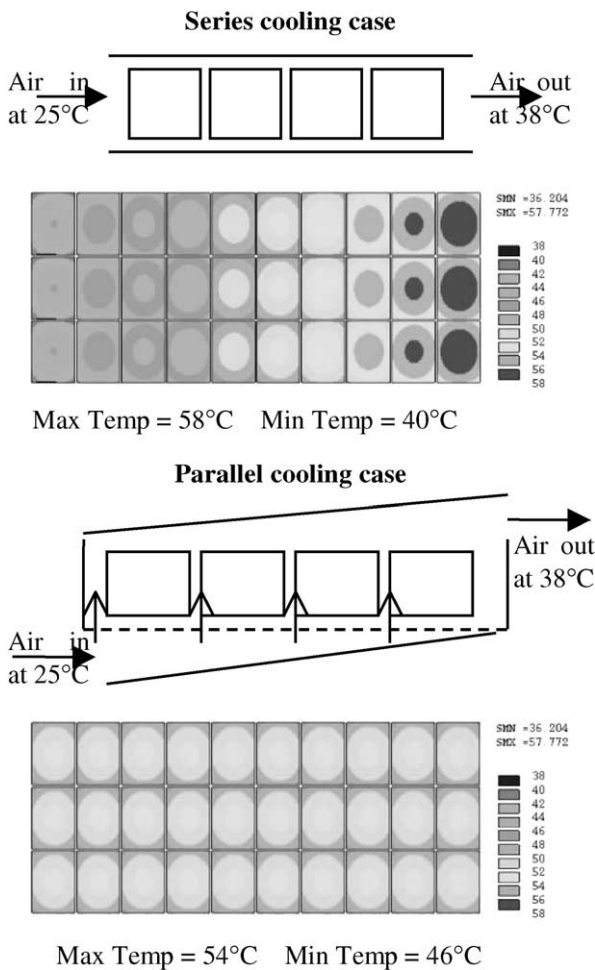 Series cooling case
Air in
at 25°C
Air out
at 38°C
SMN =36.204
SMX =57.772
38
40
42
44
46
48
50
52
54
56
58
Max Temp = 58°C Min Temp = 40°C
Parallel cooling case
Air out
at 38°C
Air in
at 25°C
SMN =36.204
SMX =57.772
38
40
42
44
46
48
50
52
54
56
58
Max Temp = 54°C Min Temp = 46°C